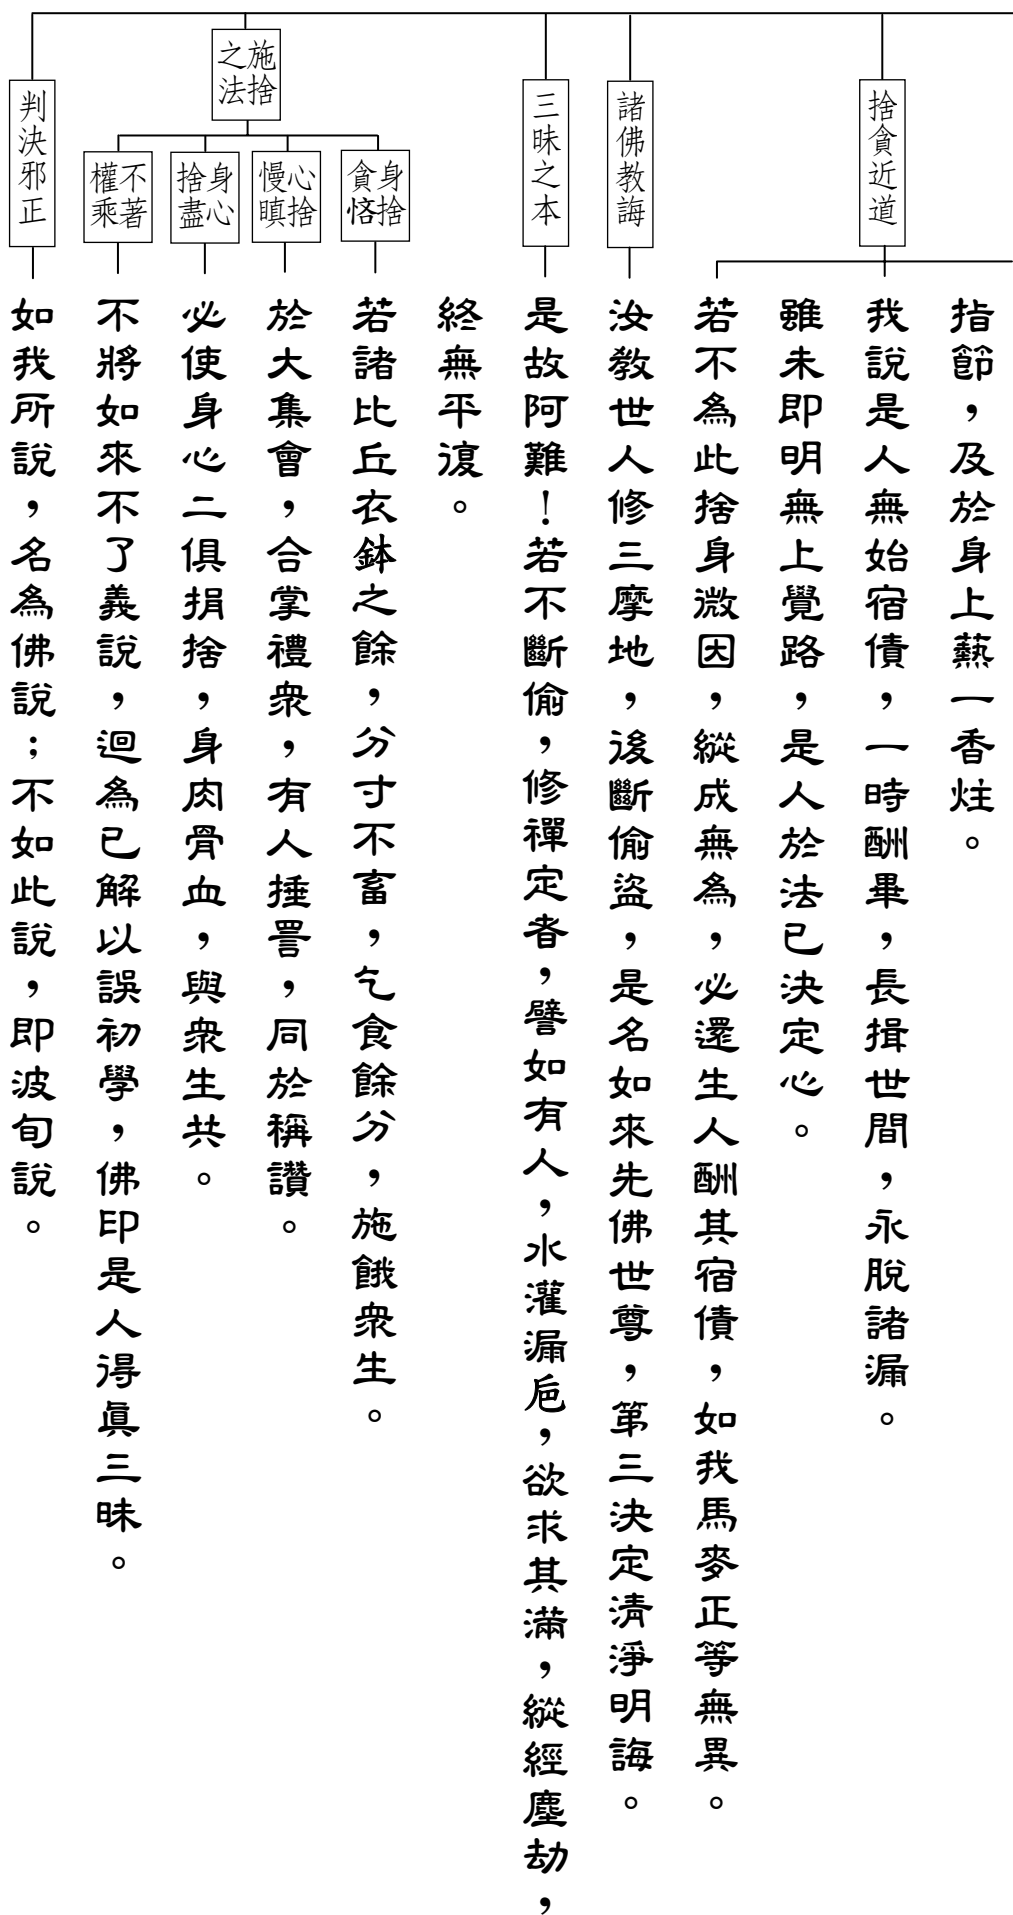 捨貪近道
指節，及於身上爇一香炷。
我說是人無始宿債，一時酬畢，長揖世間，永脫諸漏。
雖未即明無上覺路，是人於法已決定心。
若不為此捨身微因，縱成無為，必還生人酬其宿債，如我馬麥正等無異。
諸佛教誨
汝教世人修三摩地，後斷偷盜，是名如來先佛世尊，第三決定清淨明誨。
三昧之本
是故阿難！若不斷偷，修禪定者，譬如有人，水灌漏卮，欲求其滿，縱經塵劫，
終無平復。
施捨
之法
身捨
貪悋
若諸比丘衣鉢之餘，分寸不畜，乞食餘分，施餓衆生。
心捨
慢瞋
於大集會，合掌禮衆，有人捶詈，同於稱讚。
身心
捨盡
必使身心二俱捐捨，身肉骨血，與衆生共。
不著
權乘
不將如來不了義說，迴為已解以誤初學，佛印是人得眞三昧。
判決邪正
如我所說，名為佛說；不如此說，即波旬說。